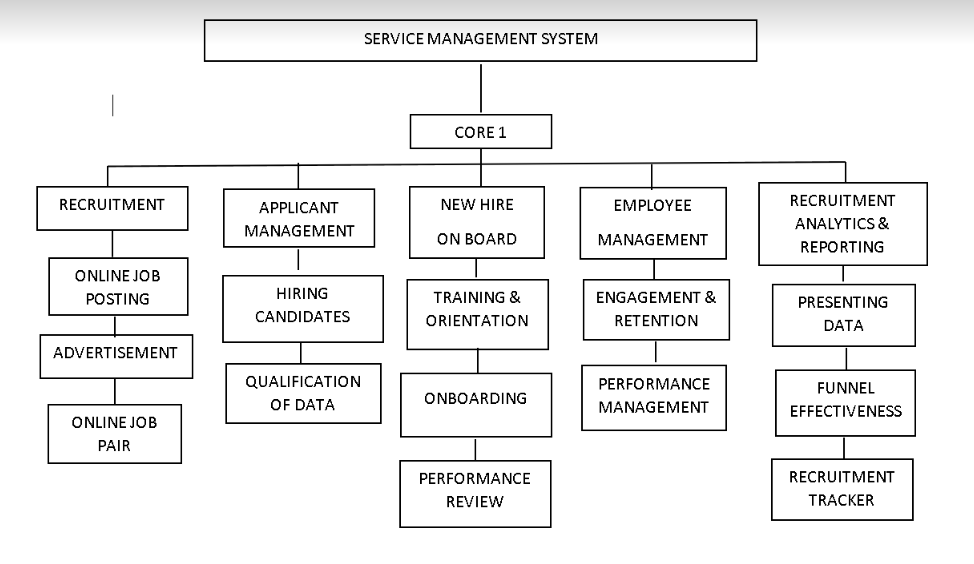 SERVICE MANAGEMENT SYSTEM
CORE 1
RECRUITMENT
ONLINE JOB
POSTING
ADVERTISEMENT
ONLINE JOB
PAIR
APPLICANT
MANAGEMENT
HIRING
CANDIDATES
QUALIFICATION
OF DATA
NEW HIRE
ON BOARD
TRAINING &
ORIENTATION
ONBOARDING
PERFORMANCE
REVIEW
EMPLOYEE
MANAGEMENT
ENGAGEMENT &
RETENTION
PERFORMANCE
MANAGEMENT
RECRUITMENT
ANALYTICS &
REPORTING
PRESENTING
DATA
FUNNEL
EFFECTIVENESS
RECRUITMENT
TRACKER